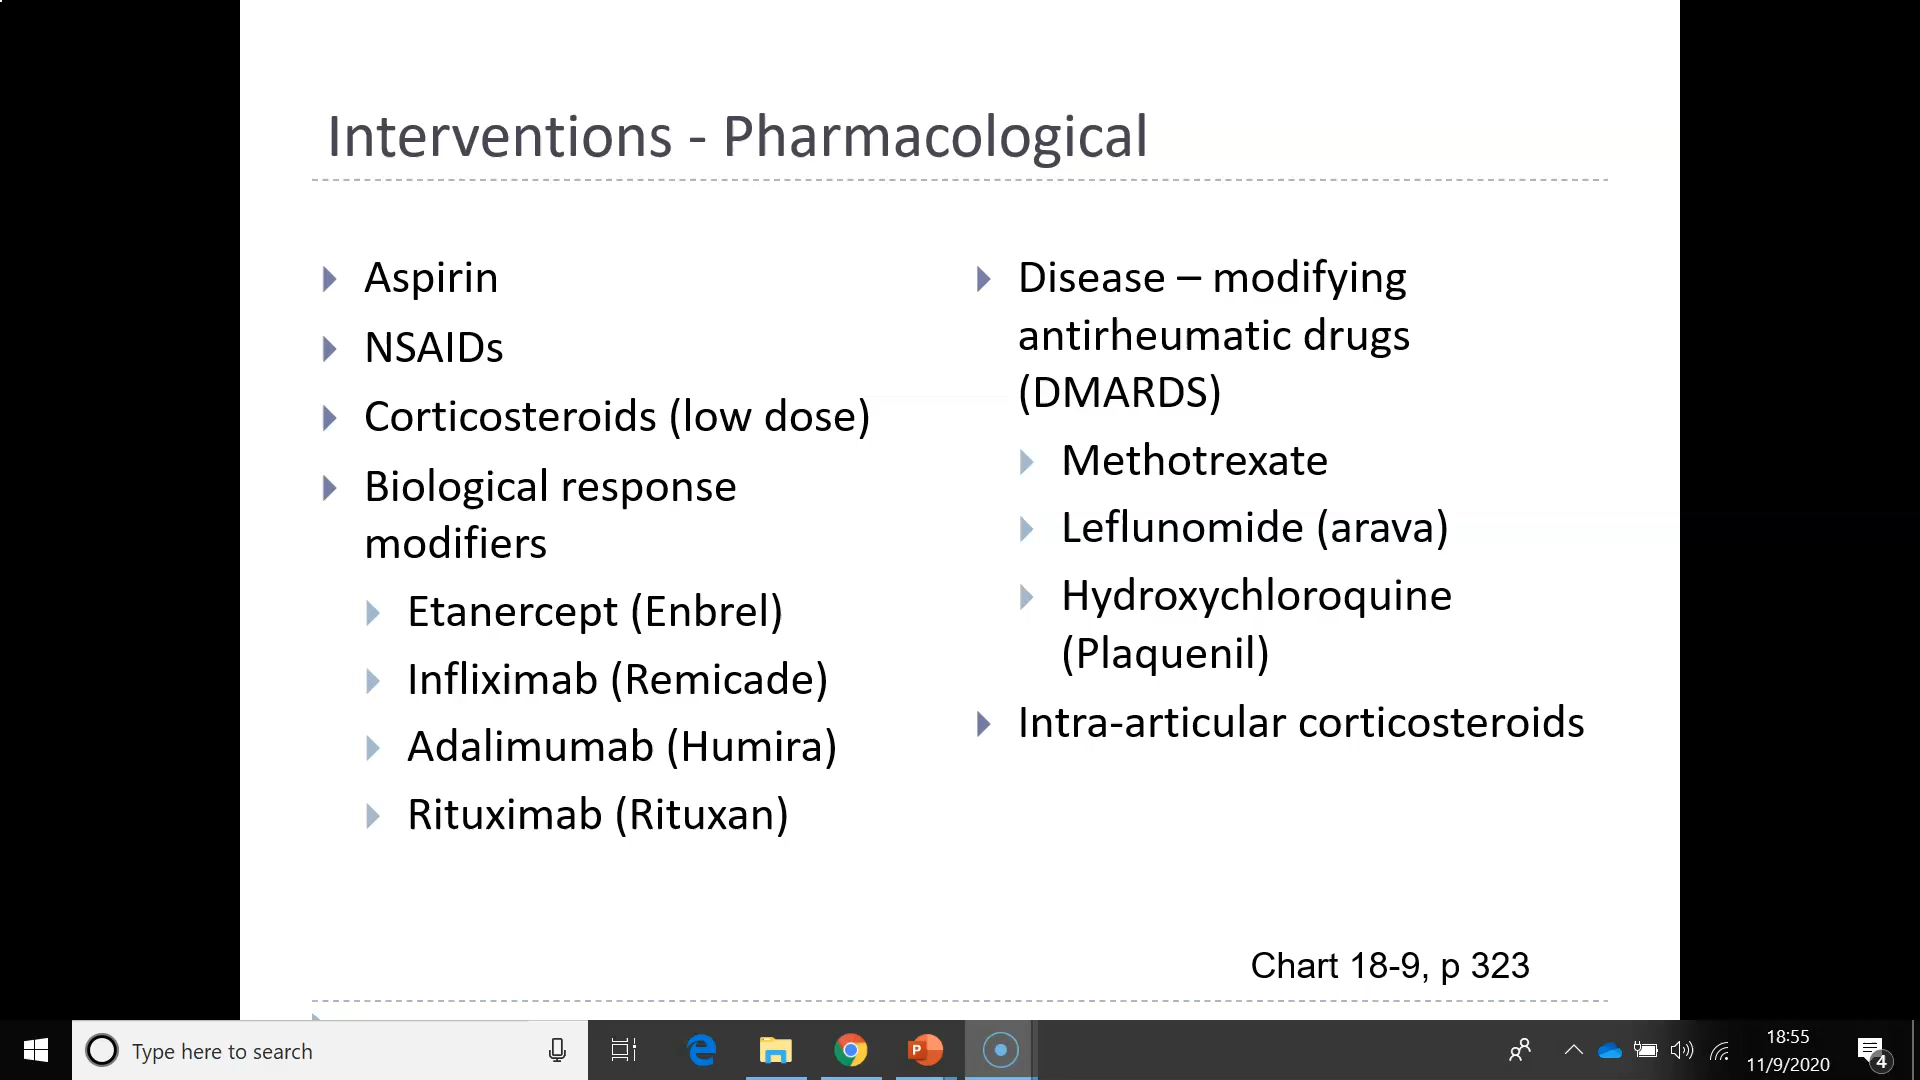 Interventions - Pharmacological
Aspirin
NSAIDs
Corticosteroids (low dose)
Biological response
modifiers
Etanercept (Enbrel)
Infliximab (Remicade)
Adalimumab (Humira)
Rituximab (Rituxan)
Disease – modifying
antirheumatic drugs
(DMARDS)
Methotrexate
Leflunomide (arava)
Hydroxychloroquine
(Plaquenil)
Intra-articular corticosteroids
Chart 18-9, p 323
Type here to search
P
18:55
11/9/2020
4